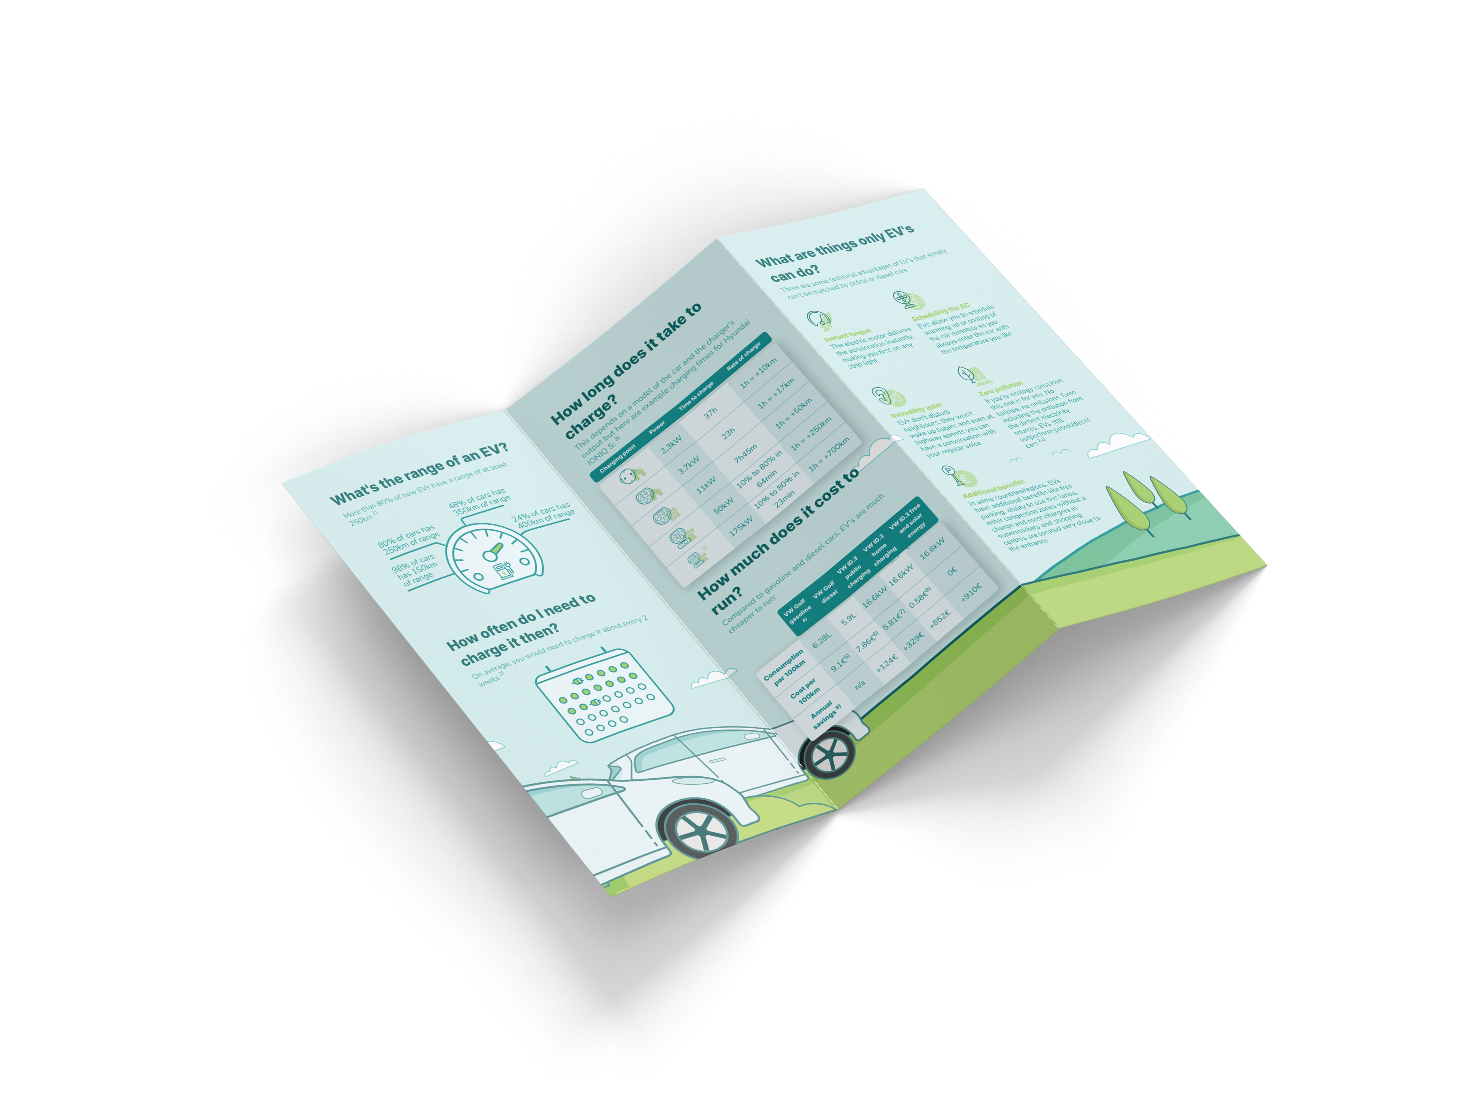 What's the range of an EV?
More than 80% of new EVs have a range of at least
250km ¹⁾
48% of cars has
350km of range
24% of cars has
400km of range
80% of cars has
250km of range
98% of cars
has 150km
of range
How often do I need to
charge it then?
On average, you would need to charge it about every 2
weeks ²⁾
How long does it take to
charge?
This depends on a model of the car and the charger's
output but here are example charging times for Hyundai
IONIQ 5: ³⁾
Charging point Power Time to charge Rate of charge
2.3kW 37h 1h = +10km
3.7kW 23h 1h = +17km
11kW 7h45m 1h = +50km
50kW 10% to 80% in
64min 1h = +250km
175kW 10% to 80% in
23min 1h = +700km
How much does it cost to
run?
Compared to gasoline and diesel cars, EV's are much
cheaper to run:
VW Golf
gasoline
⁴⁾
VW Golf
diesel
VW ID.3
public
charging
VW ID.3
home
charging
VW ID.3 free
and solar
energy
Consumption
per 100km 6.28L 5.9L 16.6kW 16.6kW 16.6kW
Cost per
100km 9.1€⁵⁾ 7.86€⁶⁾ 5.81€⁷⁾ 0.58€⁸⁾ 0€
Annual
savings ⁹⁾ n/a +124€ +329€ +852€ +910€
What are things only EV's
can do?
There are some technical advantages of EV's that simply
can't be matched by petrol or diesel cars
Instant torque
The electric motor delivers
the acceleration instantly,
making you first on any
stop light
Scheduling the AC
EVs allow you to schedule
warming up or cooling of
the car remotely so you
always enter the car with
the temperature you like
Incredibly quiet
EVs don't disturb
neighbours, they won't
wake up babies, and even at
highway speeds you can
have a conversation with
your regular voice
Zero pollution
If you're ecology conscious,
this one is for you. No
tailpipe, no emission. Even
including the pollution from
the defect electricity
sources, EVs still
outperform petrol/diesel
cars
Additional benefits
In some countries/regions, EVs
have additional benefits like free
parking, ability to use bus lanes,
enter congestion zones without a
charge and most chargers in
supermarkets and shopping
centres are located very close to
the entrance